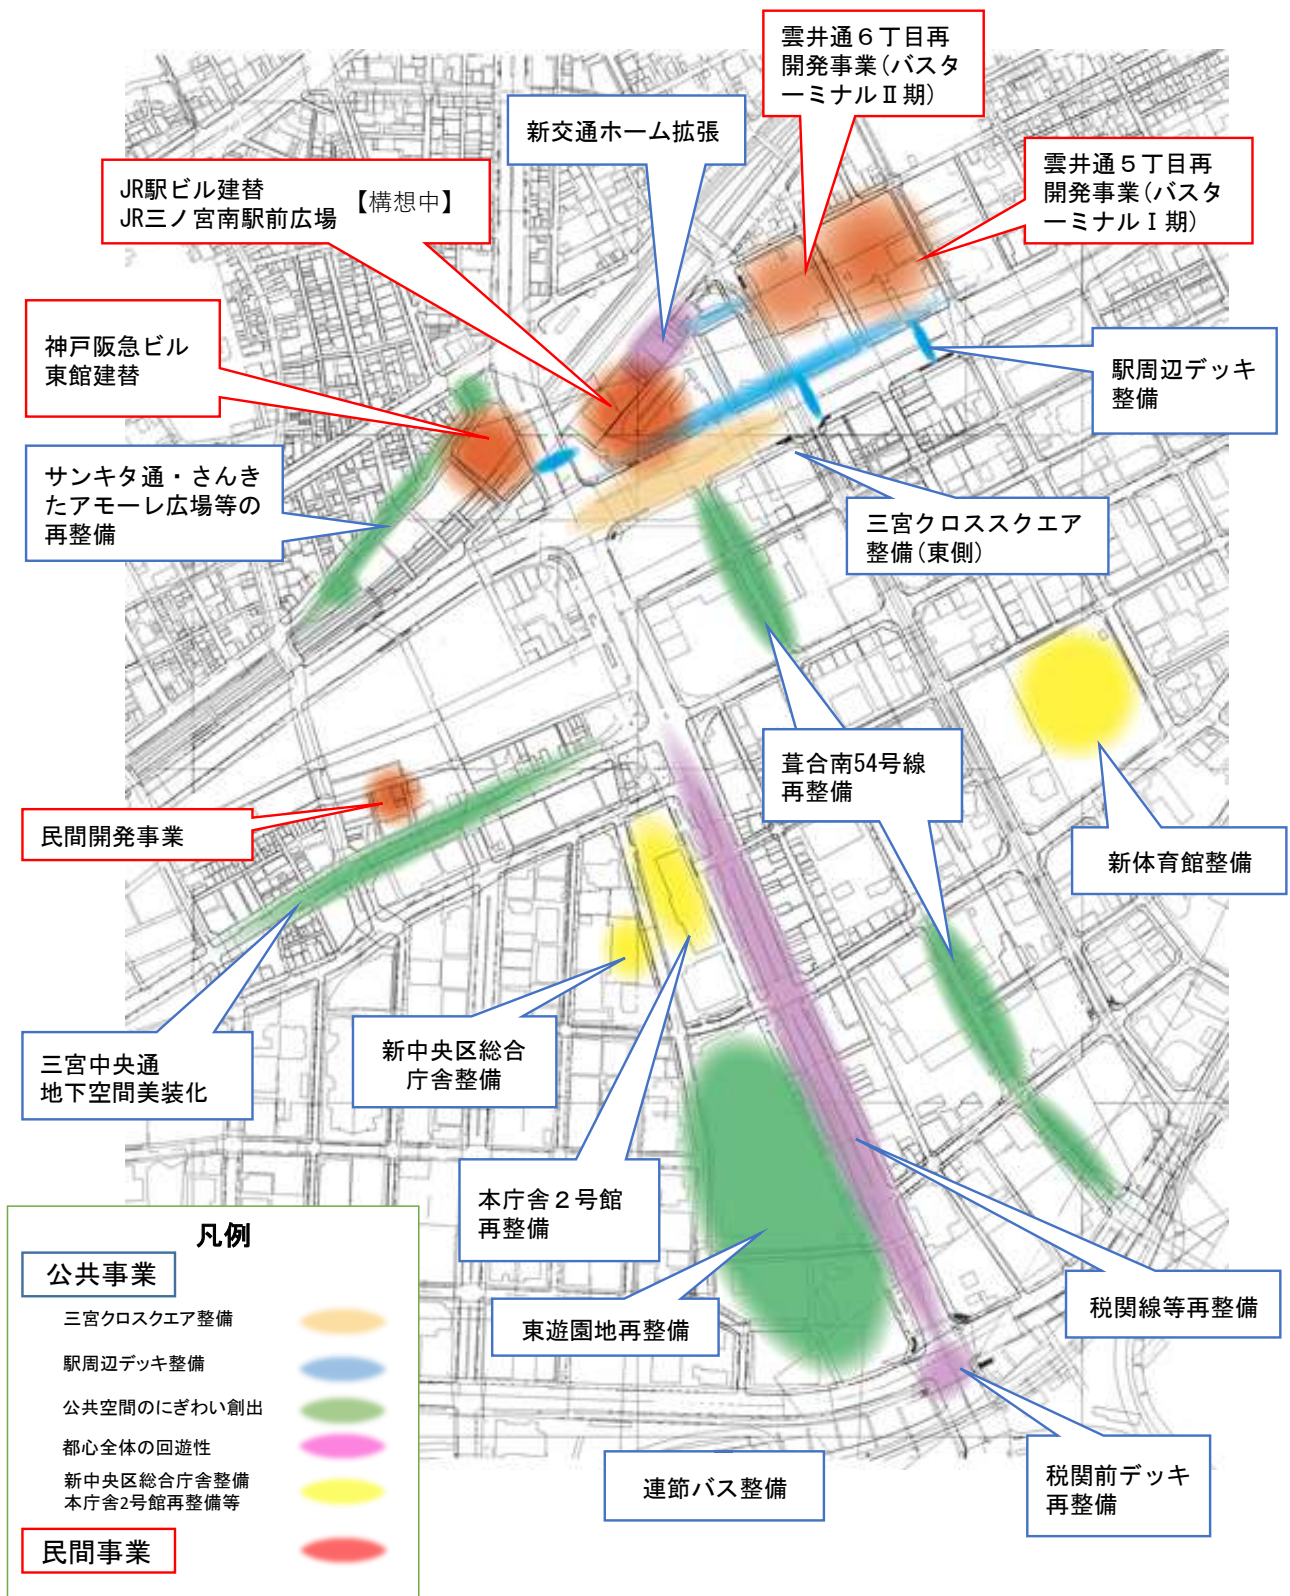 雲井通６丁目再
開発事業(バスタ
ーミナルⅡ期)
新交通ホーム拡張
雲井通５丁目再
開発事業(バスタ
ーミナルⅠ期)
JR駅ビル建替
JR三ノ宮南駅前広場
【構想中】
神戸阪急ビル
東館建替
駅周辺デッキ
整備
サンキタ通・さんき
たアモーレ広場等の
再整備
三宮クロススクエア
整備(東側)
葺合南54号線
再整備
民間開発事業
新体育館整備
三宮中央通
地下空間美装化
新中央区総合
庁舎整備
本庁舎２号館
再整備
東遊園地再整備
税関線等再整備
連節バス整備
税関前デッキ
再整備
凡例
公共事業
三宮クロスクエア整備
駅周辺デッキ整備
公共空間のにぎわい創出
都心全体の回遊性
新中央区総合庁舎整備
本庁舎2号館再整備等
民間事業